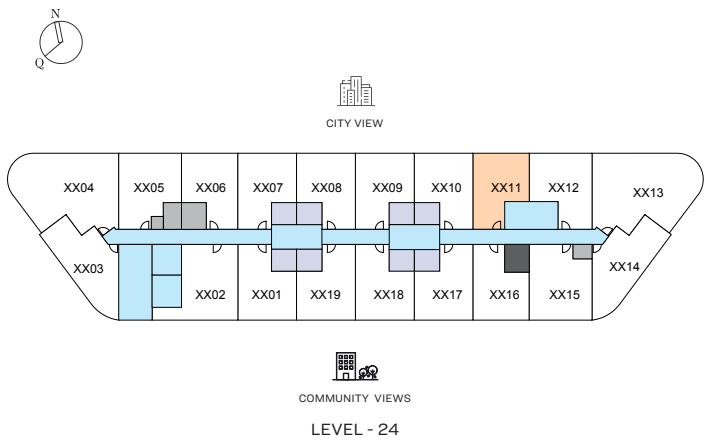 N
Q
CITY VIEW
XX04 XX05 XX06 XX07 XX08 XX09 XX10 XX11 XX12 XX13
XX03 XX02 XX01 XX19 XX18 XX17 XX16 XX15 XX14
COMMUNITY VIEWS
LEVEL - 24